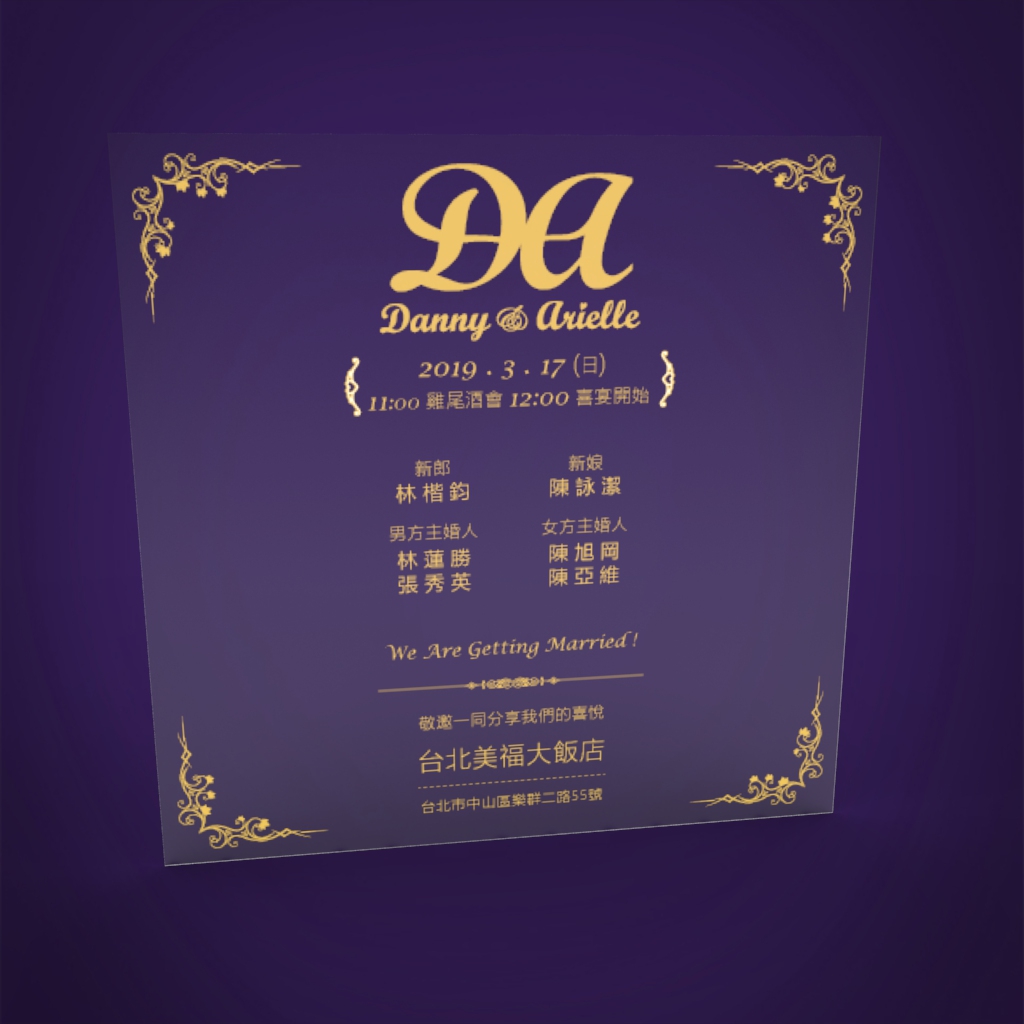 DA
Danny & Arielle
2019 . 3 . 17 (日)
11:00 雞尾酒會 12:00 喜宴開始
新郎
林楷鈞
新娘
陳詠潔
男方主婚人
林蓮勝
張秀英
女方主婚人
陳旭岡
陳亞維
We Are Getting Married !
敬邀一同分享我們的喜悅
台北美福大飯店
台北市中山區樂群二路55號